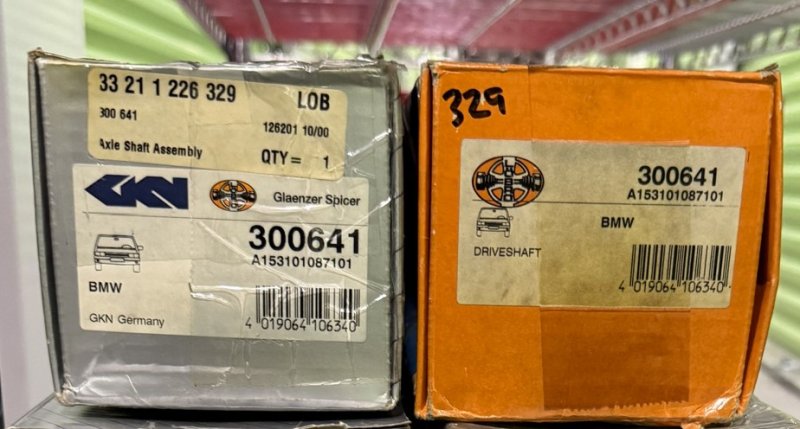 33 21 1 226 329 LOB
300 641
126201 10/00
Axle Shaft Assembly QTY = 1
GKN Glaenzer Spicer
300641
A153101087101
BMW
GKN Germany
4 019064 106340
329
300641
A153101087101
BMW
DRIVESHAFT
4 019064 106340